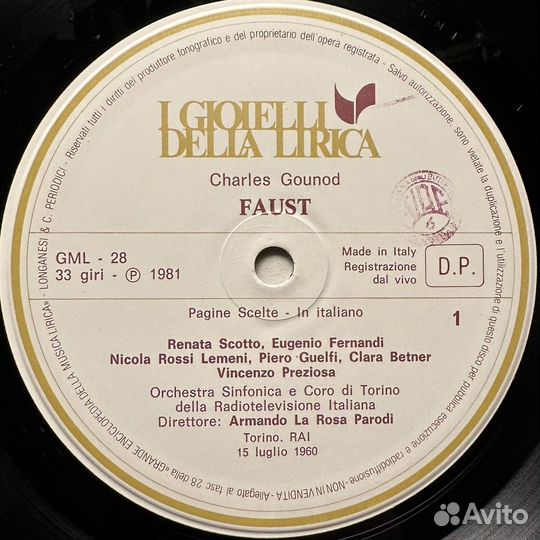 Riservati tutti i diritti del produttore fonografico e del proprietario dell'opera registrata - Salvo autorizzazione, sono vietate la duplicazione e l'utilizzazione di questo disco per pubblica esecuzione e radiodiffusione - NON IN VENDITA - Allegato al fasc 28 della «GRANDE ENCICLOPEDIA DELLA MUSICA LIRICA» - LONGANESI & C. PERIODICI -
I GIOIELLI
DELLA LIRICA
Charles Gounod
FAUST
GML - 28
33 giri - Ⓟ 1981
Made in Italy
Registrazione
dal vivo
D.P.
SIAE
6
Pagine Scelte - In italiano
1
Renata Scotto, Eugenio Fernandi
Nicola Rossi Lemeni, Piero Guelfi, Clara Betner
Vincenzo Preziosa
Orchestra Sinfonica e Coro di Torino
della Radiotelevisione Italiana
Direttore: Armando La Rosa Parodi
Torino. RAI
15 luglio 1960
Avito